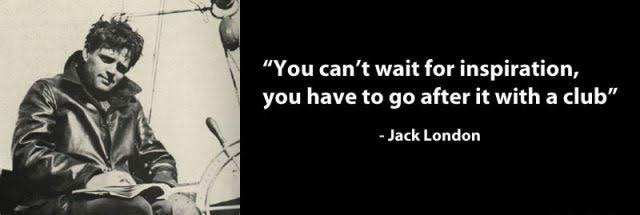 “You can’t wait for inspiration,
you have to go after it with a club”
- Jack London